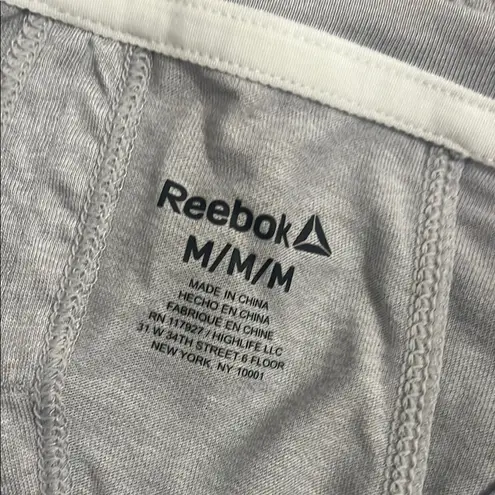 Reebok
M/M/M
MADE IN CHINA
HECHO EN CHINA
FABRIQUÉ EN CHINE
RN 117927 / HIGHLIFE LLC
31 W 34TH STREET 6 FLOOR
NEW YORK, NY 10001